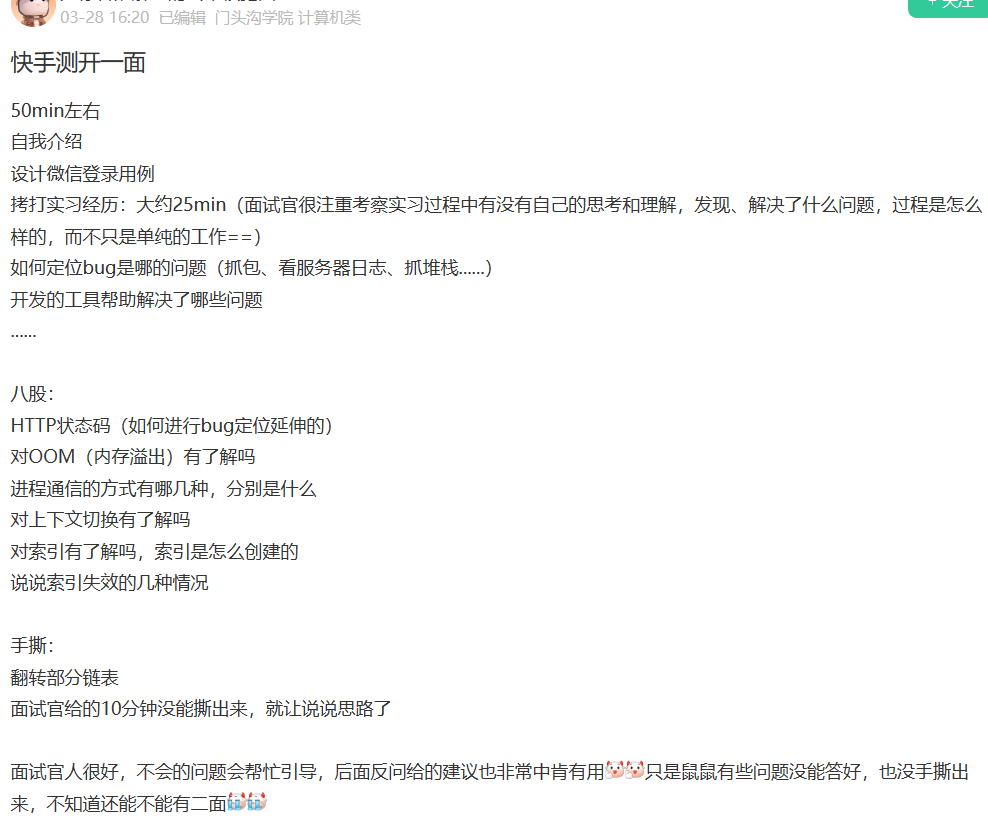 03-28 16:20 已编辑 门头沟学院 计算机类
+ 关注
快手测开一面
50min左右
自我介绍
设计微信登录用例
拷打实习经历：大约25min（面试官很注重考察实习过程中有没有自己的思考和理解，发现、解决了什么问题，过程是怎么
样的，而不只是单纯的工作==）
如何定位bug是哪的问题（抓包、看服务器日志、抓堆栈......）
开发的工具帮助解决了哪些问题
......
八股：
HTTP状态码（如何进行bug定位延伸的）
对OOM（内存溢出）有了解吗
进程通信的方式有哪几种，分别是什么
对上下文切换有了解吗
对索引有了解吗，索引是怎么创建的
说说索引失效的几种情况
手撕：
翻转部分链表
面试官给的10分钟没能撕出来，就让说说思路了
面试官人很好，不会的问题会帮忙引导，后面反问给的建议也非常中肯有用只是鼠鼠有些问题没能答好，也没手撕出
来，不知道还能不能有二面